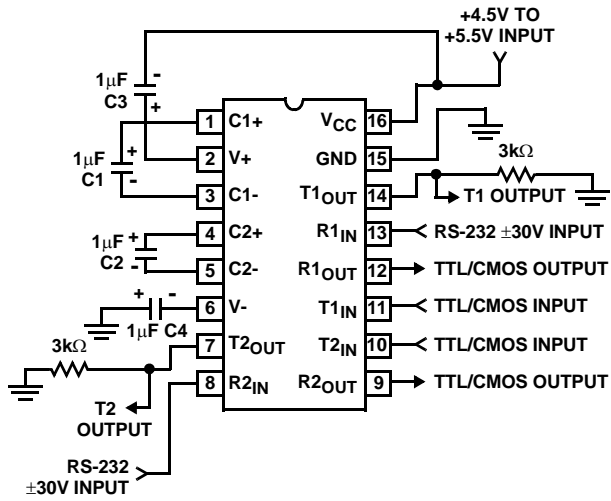 +4.5V TO
+5.5V INPUT
1μF
C3
-
+
1μF
C1
+
-
1μF
C2
+
-
+ -
1μF C4
3kΩ
T2
OUTPUT
RS-232
±30V INPUT
1 C1+
2 V+
3 C1-
4 C2+
5 C2-
6 V-
7 T2OUT
8 R2IN
VCC 16
GND 15
T1OUT 14
R1IN 13
R1OUT 12
T1IN 11
T2IN 10
R2OUT 9
3kΩ
T1 OUTPUT
RS-232 ±30V INPUT
TTL/CMOS OUTPUT
TTL/CMOS INPUT
TTL/CMOS INPUT
TTL/CMOS OUTPUT